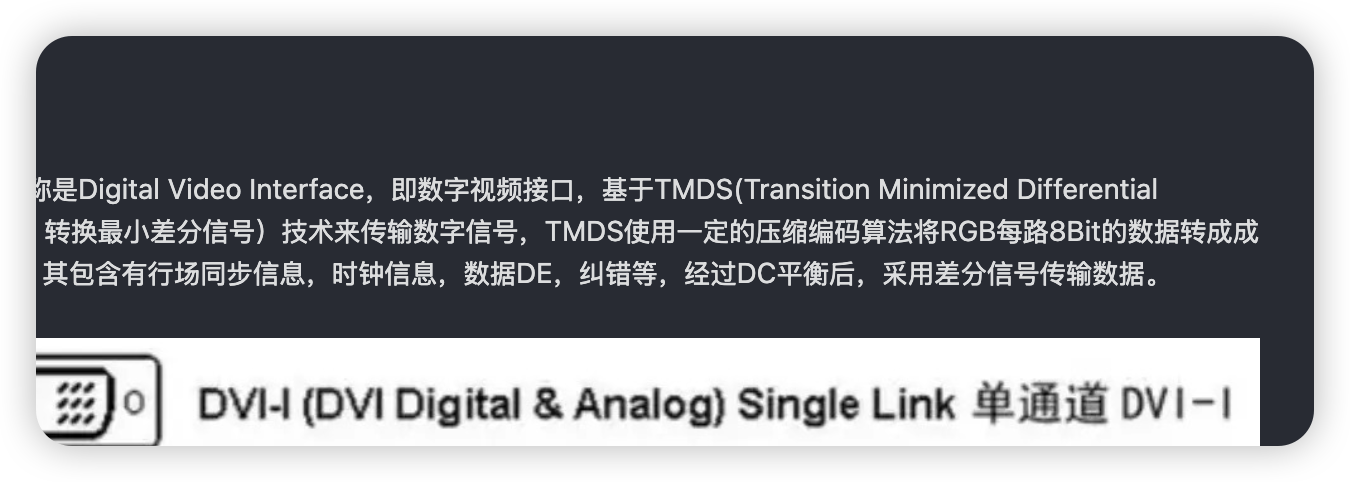 称是Digital Video Interface，即数字视频接口，基于TMDS(Transition Minimized Differential
转换最小差分信号）技术来传输数字信号，TMDS使用一定的压缩编码算法将RGB每路8Bit的数据转成成
其包含有行场同步信息，时钟信息，数据DE，纠错等，经过DC平衡后，采用差分信号传输数据。
DVI-I (DVI Digital & Analog) Single Link 单通道 DVI-I